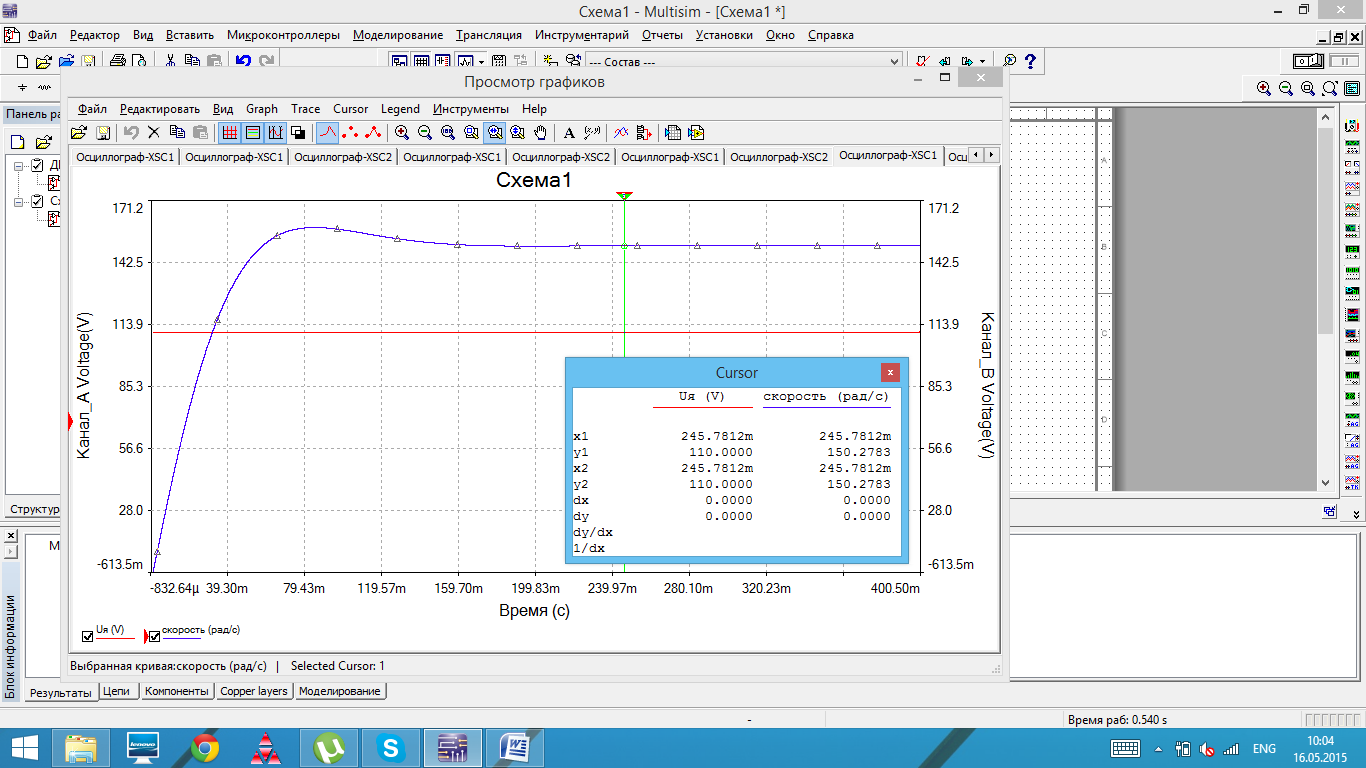 Схема1 - Multisim - [Схема1 *]
Файл Редактор Вид Вставить Микроконтроллеры Моделирование Трансляция Инструментарий Отчеты Установки Окно Справка
--- Состав ---
Просмотр графиков
Панель ра
Файл Редактировать Вид Graph Trace Cursor Legend Инструменты Help
Осциллограф-XSC1 Осциллограф-XSC1 Осциллограф-XSC2 Осциллограф-XSC1 Осциллограф-XSC2 Осциллограф-XSC1 Осциллограф-XSC2 Осциллограф-XSC1 Осц
Схема1
171.2 171.2
142.5 142.5
113.9 113.9
85.3 85.3
56.6 56.6
28.0 28.0
-613.5m -613.5m
Канал_A Voltage(V)
Канал_B Voltage(V)
-832.64µ 39.30m 79.43m 119.57m 159.70m 199.83m 239.97m 280.10m 320.23m 400.50m
Время (с)
Cursor
Uя (V) скорость (рад/с)
x1 245.7812m 245.7812m
y1 110.0000 150.2783
x2 245.7812m 245.7812m
y2 110.0000 150.2783
dx 0.0000 0.0000
dy 0.0000 0.0000
dy/dx
1/dx
Uя (V) скорость (рад/с)
Выбранная кривая:скорость (рад/с) | Selected Cursor: 1
Структур
Блок информации
Результаты Цепи Компоненты Copper layers Моделирование
- Время раб: 0.540 s
lenovo
ENG
10:04
16.05.2015